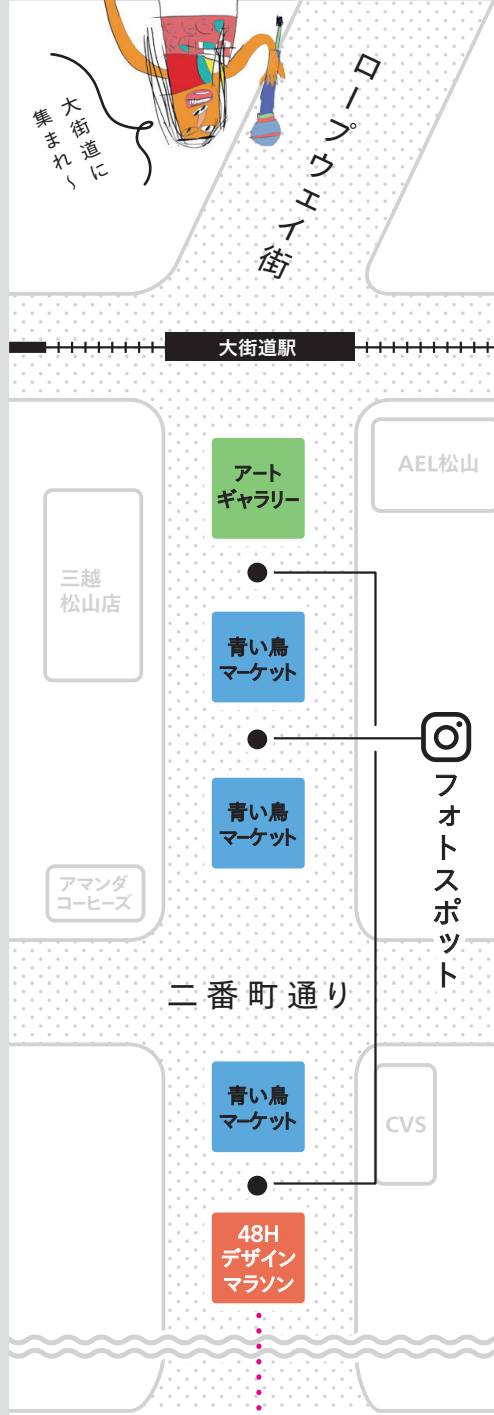 大街道に
集まれ〜
ロープウェイ街
大街道駅
アート
ギャラリー
AEL松山
三越
松山店
青い鳥
マーケット
フォトスポット
青い鳥
マーケット
アマンダ
コーヒーズ
二番町通り
青い鳥
マーケット
CVS
48H
デザイン
マラソン